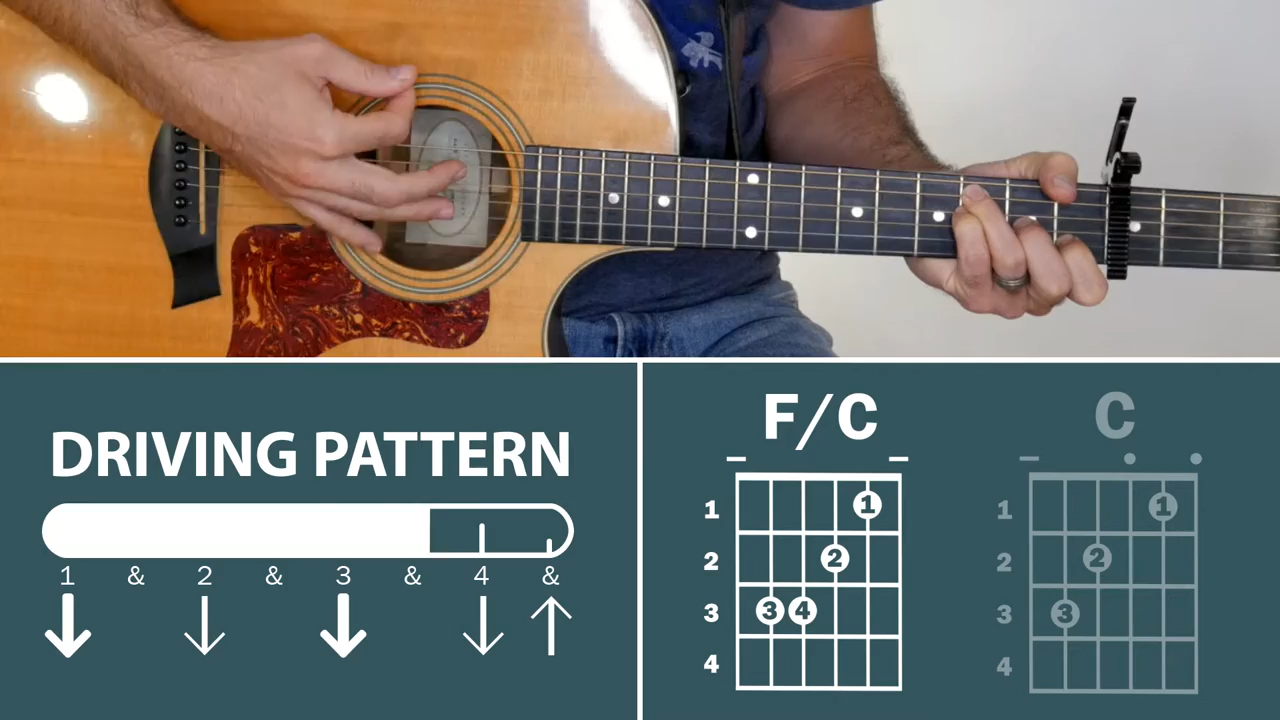 DRIVING PATTERN
1 & 2 & 3 & 4 &
F/C
1 1
2 2
3 3 4
4
C
1 1
2 2
3 3
4